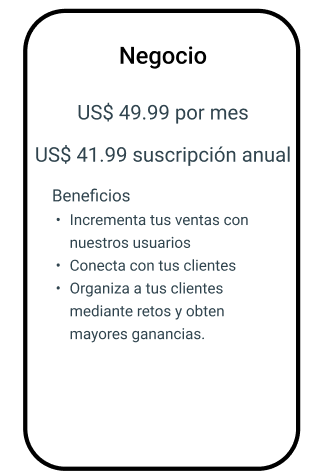 Negocio
US$ 49.99 por mes
US$ 41.99 suscripción anual
Beneficios
• Incrementa tus ventas con
nuestros usuarios
• Conecta con tus clientes
• Organiza a tus clientes
mediante retos y obten
mayores ganancias.